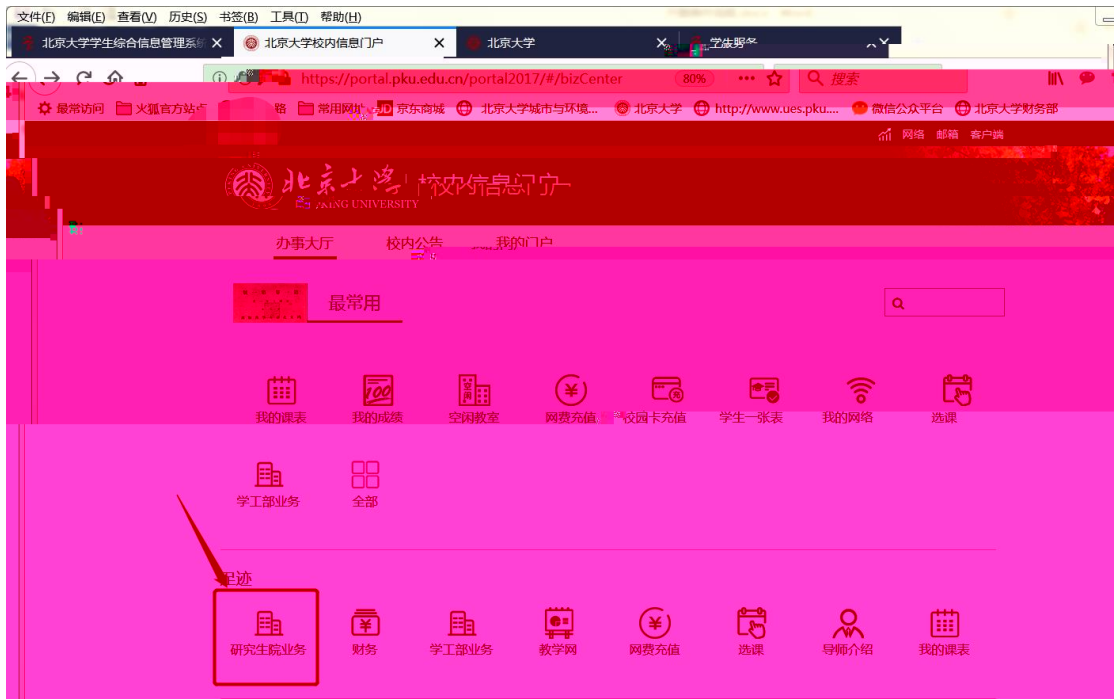 文件(F) 编辑(E) 查看(V) 历史(S) 书签(B) 工具(T) 帮助(H)
北京大学学生综合信息管理系统 北京大学校内信息门户 北京大学
https://portal.pku.edu.cn/portal2017/#/bizCenter 80% 搜索
最常访问 火狐官方站点 常用网址 JD 京东商城 北京大学城市与环境... 北京大学 http://www.ues.pku.... 微信公众平台 北京大学财务部
网络 邮箱 客户端
北京大学 校内信息门户
PEKING UNIVERSITY
办事大厅 校内公告 我的门户
最常用
100 空闲
我的课表 我的成绩 空闲教室 网费充值 校园卡充值 学生一张表 我的网络 选课
学工部业务 全部
足迹
研究生院业务 财务 学工部业务 教学网 网费充值 选课 导师介绍 我的课表